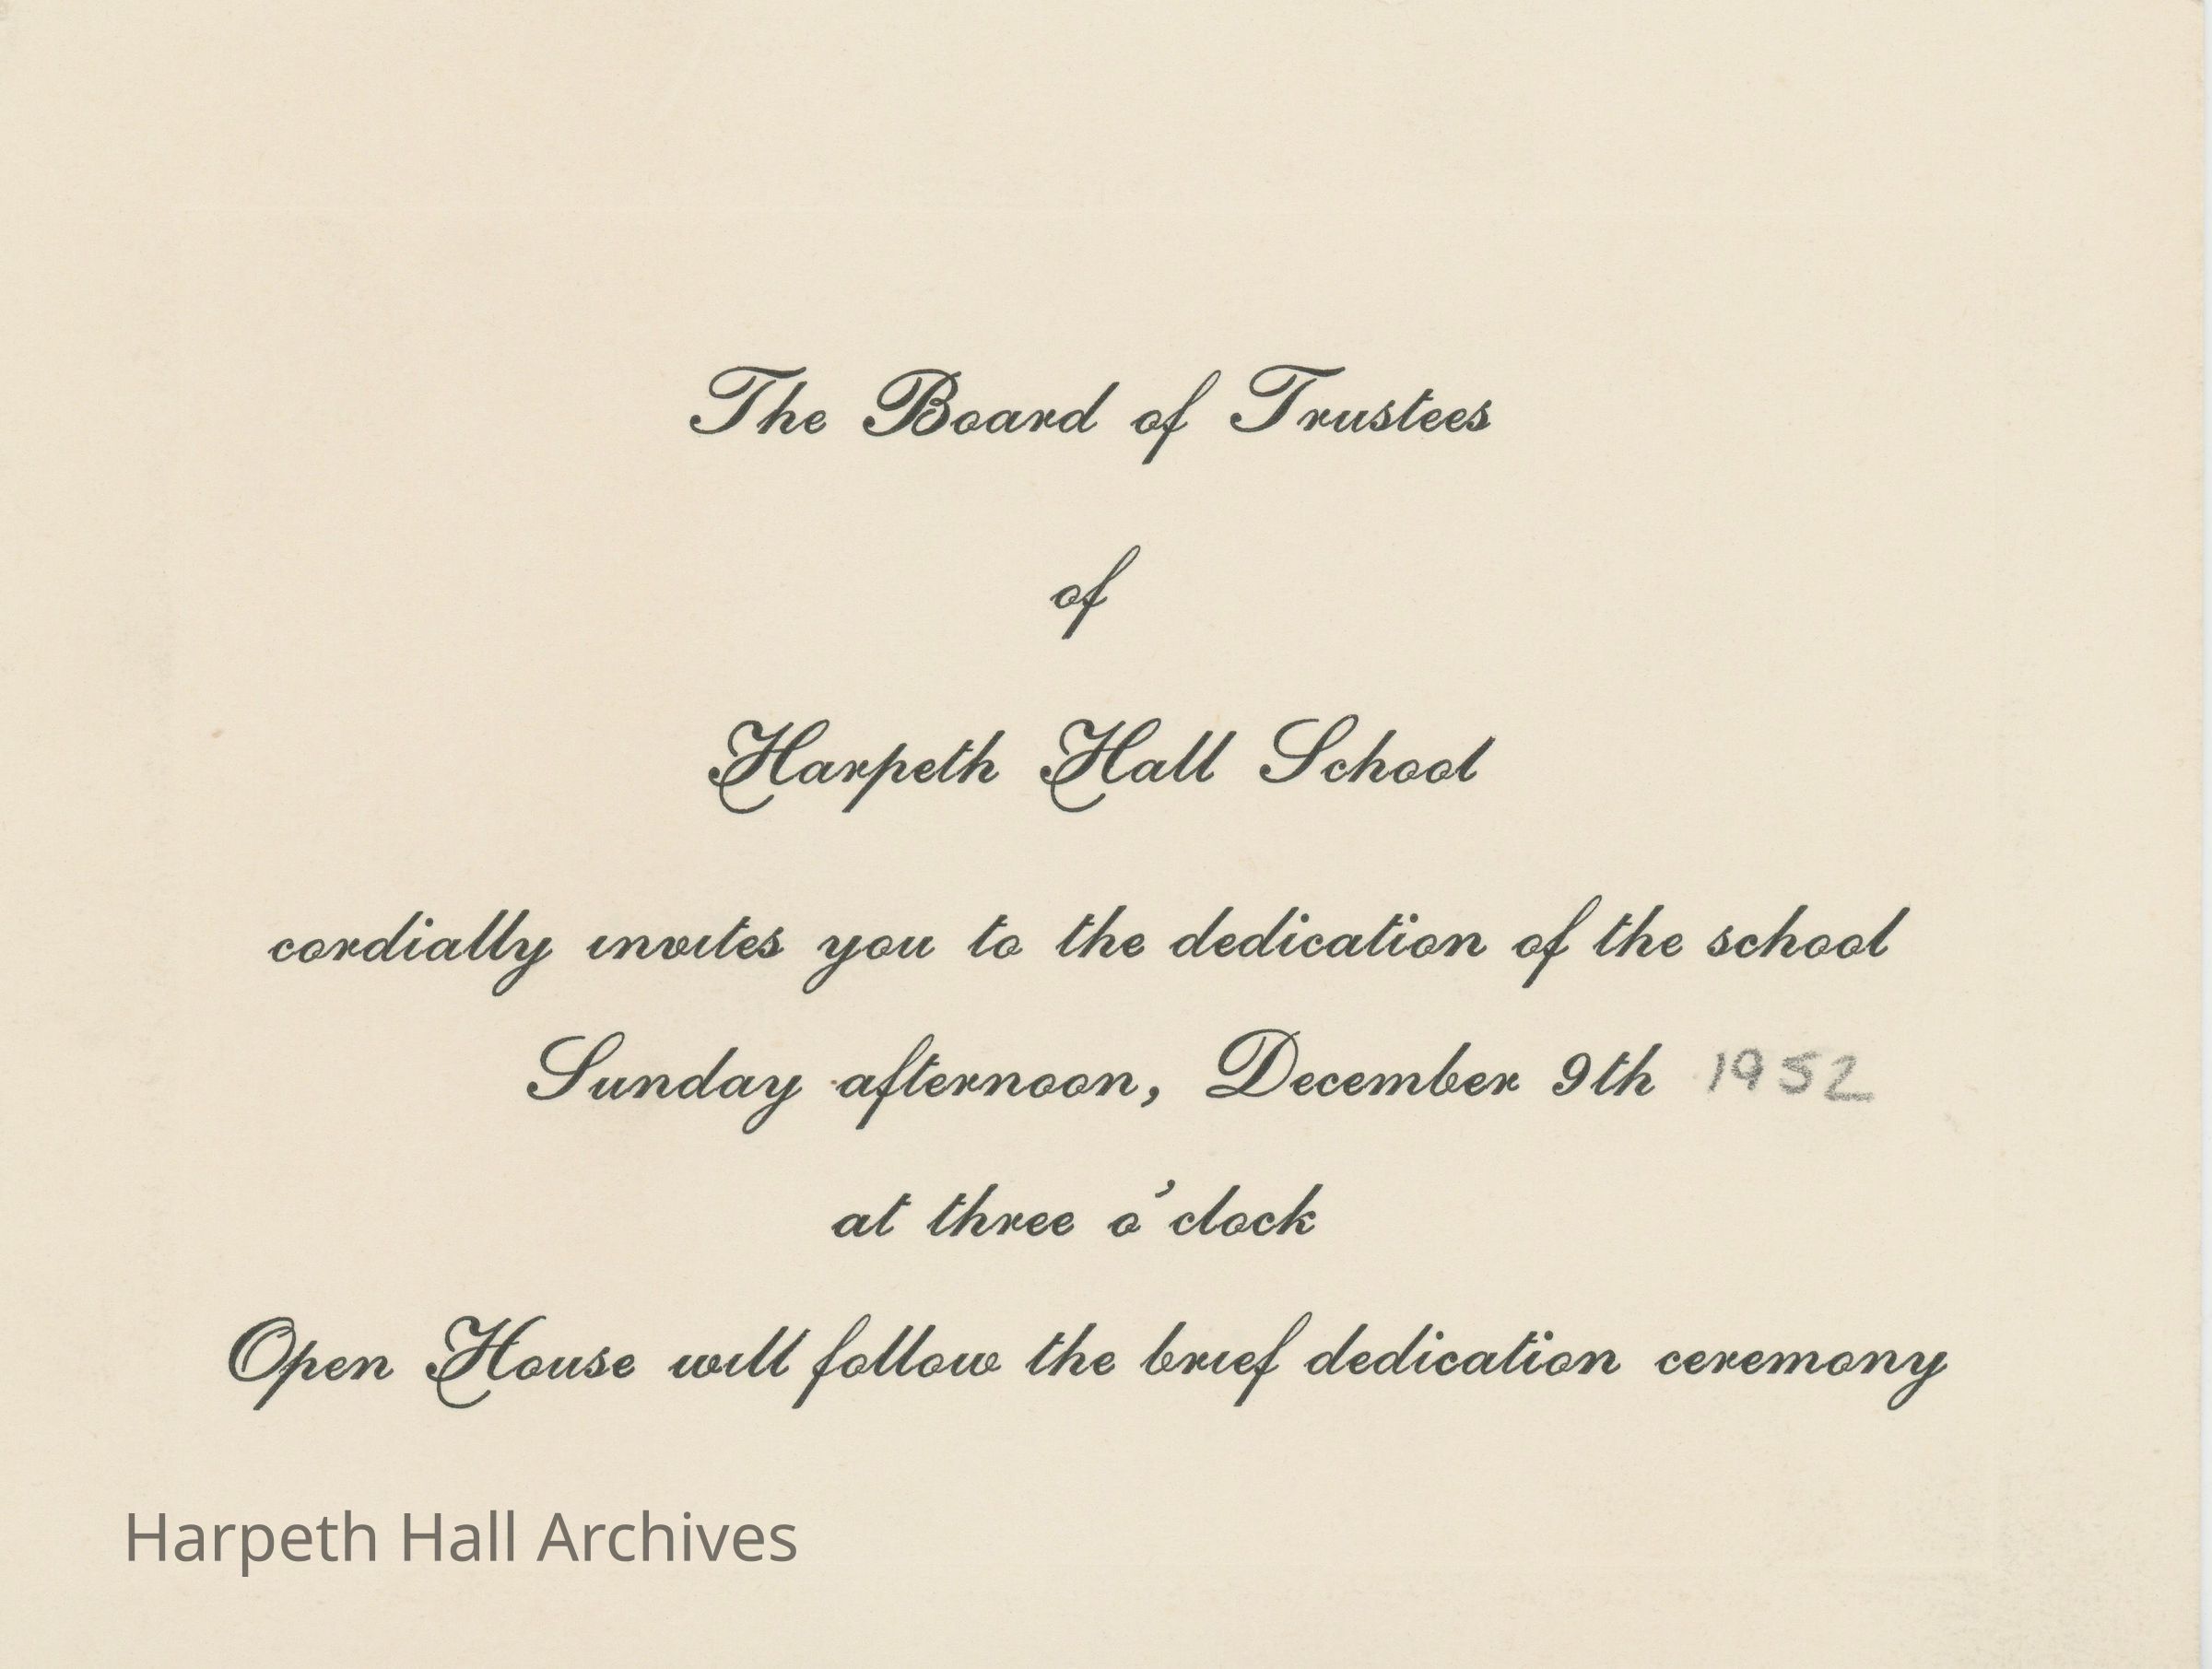 The Board of Trustees
of
Harpeth Hall School
cordially invites you to the dedication of the school
Sunday afternoon, December 9th 1952
at three o'clock
Open House will follow the brief dedication ceremony
Harpeth Hall Archives